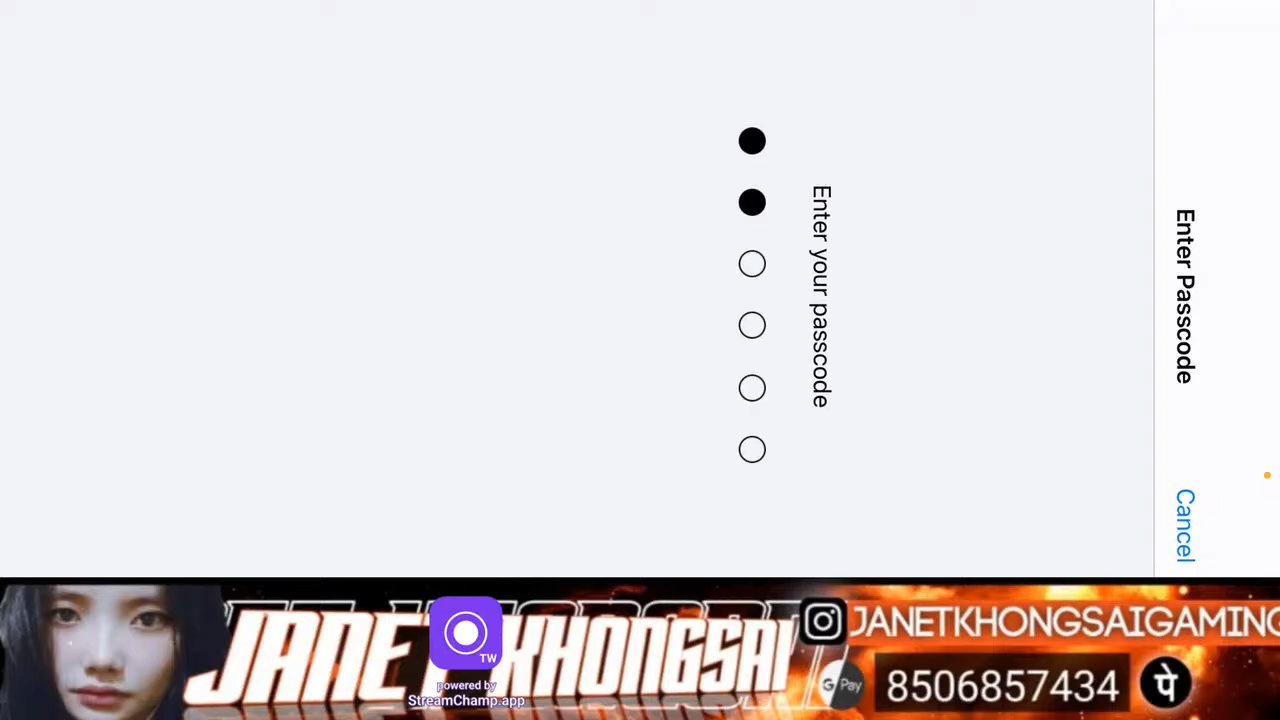 Enter Passcode
Cancel
Enter your passcode
JANET KHONGSAI
TW
powered by
StreamChamp.app
JANETKHONGSAIGAMING
G Pay
8506857434
पे